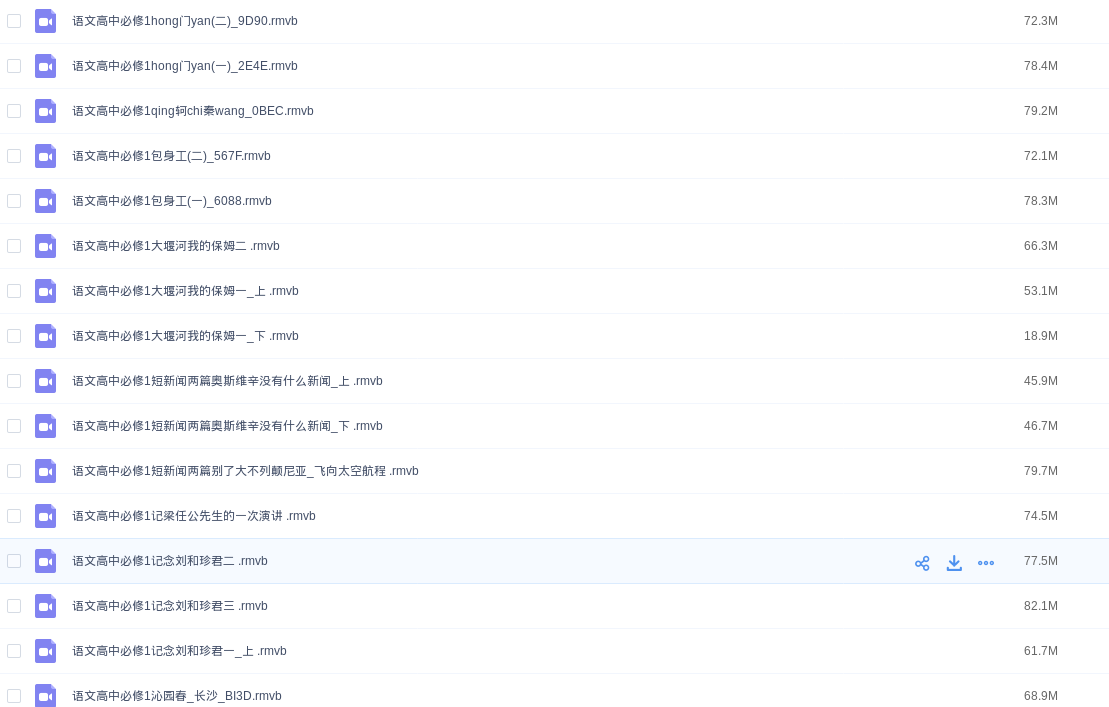 语文高中必修1hong门yan(二)_9D90.rmvb 72.3M
语文高中必修1hong门yan(一)_2E4E.rmvb 78.4M
语文高中必修1qing轲chi秦wang_0BEC.rmvb 79.2M
语文高中必修1包身工(二)_567F.rmvb 72.1M
语文高中必修1包身工(一)_6088.rmvb 78.3M
语文高中必修1大堰河我的保姆二 .rmvb 66.3M
语文高中必修1大堰河我的保姆一_上 .rmvb 53.1M
语文高中必修1大堰河我的保姆一_下 .rmvb 18.9M
语文高中必修1短新闻两篇奥斯维辛没有什么新闻_上 .rmvb 45.9M
语文高中必修1短新闻两篇奥斯维辛没有什么新闻_下 .rmvb 46.7M
语文高中必修1短新闻两篇别了大不列颠尼亚_飞向太空航程 .rmvb 79.7M
语文高中必修1记梁任公先生的一次演讲 .rmvb 74.5M
语文高中必修1记念刘和珍君二 .rmvb 77.5M
语文高中必修1记念刘和珍君三 .rmvb 82.1M
语文高中必修1记念刘和珍君一_上 .rmvb 61.7M
语文高中必修1沁园春_长沙_BI3D.rmvb 68.9M